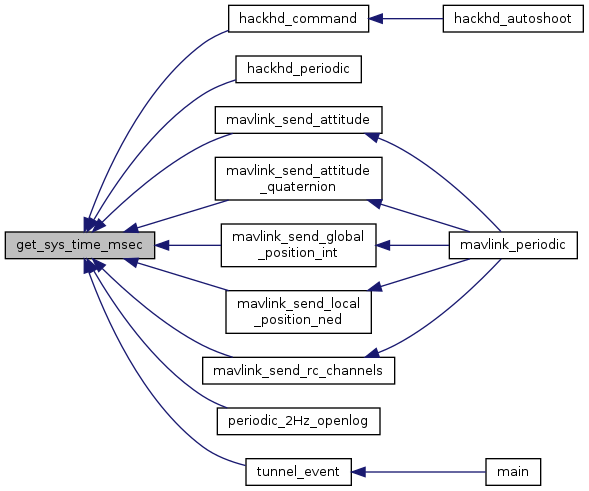 hackhd_command
hackhd_autoshoot
hackhd_periodic
mavlink_send_attitude
mavlink_send_attitude
_quaternion
get_sys_time_msec
mavlink_send_global
_position_int
mavlink_periodic
mavlink_send_local
_position_ned
mavlink_send_rc_channels
periodic_2Hz_openlog
tunnel_event
main